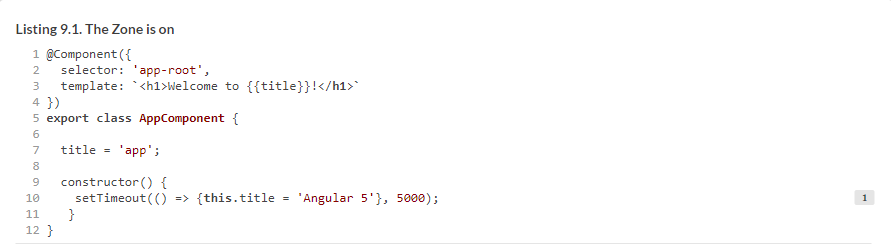 Listing 9.1. The Zone is on
1 @Component({
2   selector: 'app-root',
3   template: `<h1>Welcome to {{title}}!</h1>`
4 })
5 export class AppComponent {
6
7   title = 'app';
8
9   constructor() {
10     setTimeout(() => {this.title = 'Angular 5'}, 5000); 1
11    }
12 }